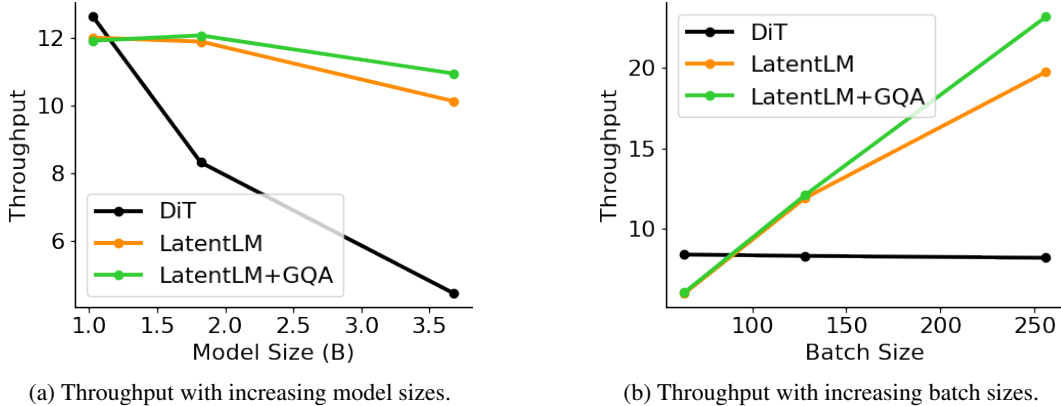 12
10
8
6
Throughput
DiT
LatentLM
LatentLM+GQA
1.0 1.5 2.0 2.5 3.0 3.5
Model Size (B)
(a) Throughput with increasing model sizes.
20
15
10
Throughput
DiT
LatentLM
LatentLM+GQA
100 150 200 250
Batch Size
(b) Throughput with increasing batch sizes.